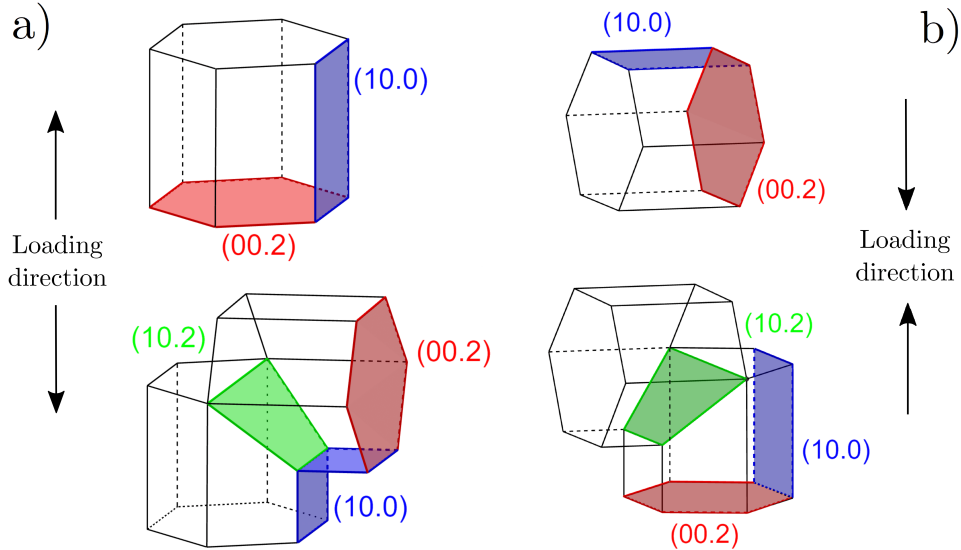 a)
b)
(10.0)
(10.0)
(00.2)
(00.2)
Loading
direction
Loading
direction
(10.2)
(00.2)
(10.0)
(10.2)
(10.0)
(00.2)